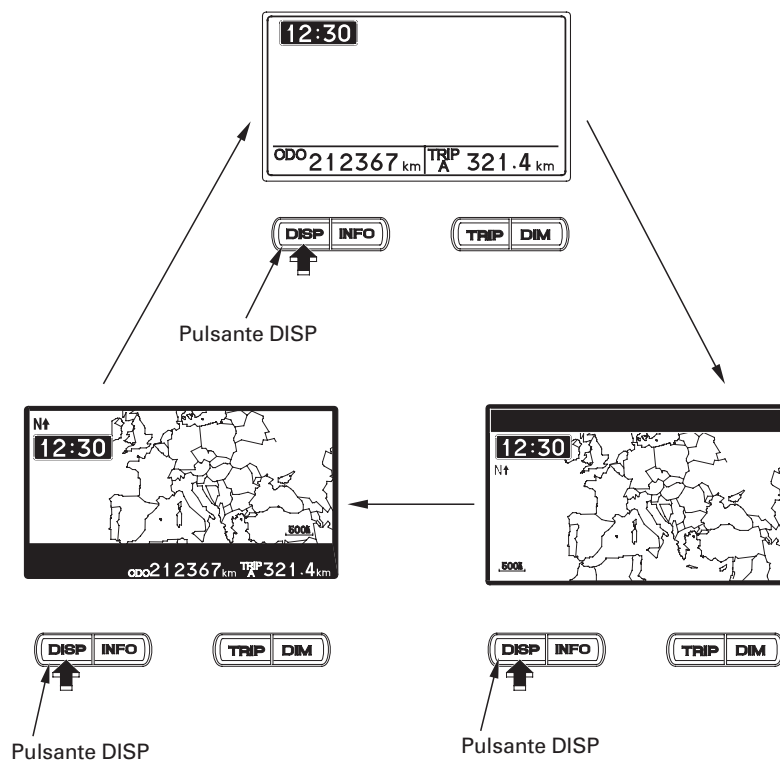 12:30
ODO 212367 km TRIP A 321.4 km
DISP INFO TRIP DIM
Pulsante DISP
N
12:30
500㎞
ODO 212367 km TRIP A 321.4 km
DISP INFO TRIP DIM
Pulsante DISP
12:30
N
500㎞
DISP INFO TRIP DIM
Pulsante DISP